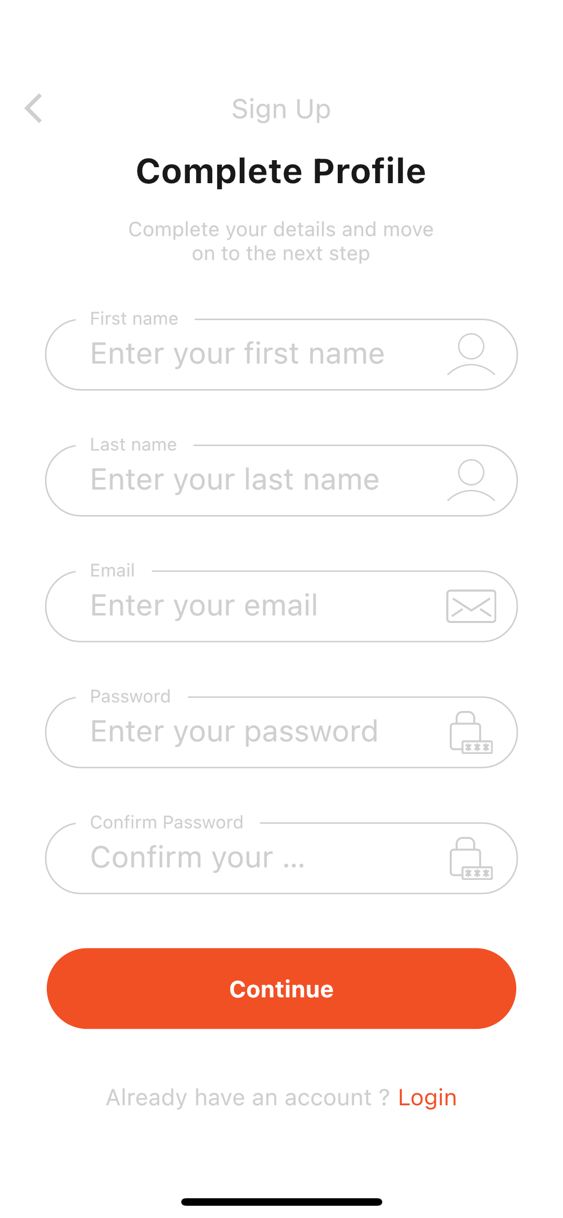 Sign Up
Complete Profile
Complete your details and move
on to the next step
First name
Enter your first name
Last name
Enter your last name
Email
Enter your email
Password
Enter your password
Confirm Password
Confirm your ...
Continue
Already have an account ? Login